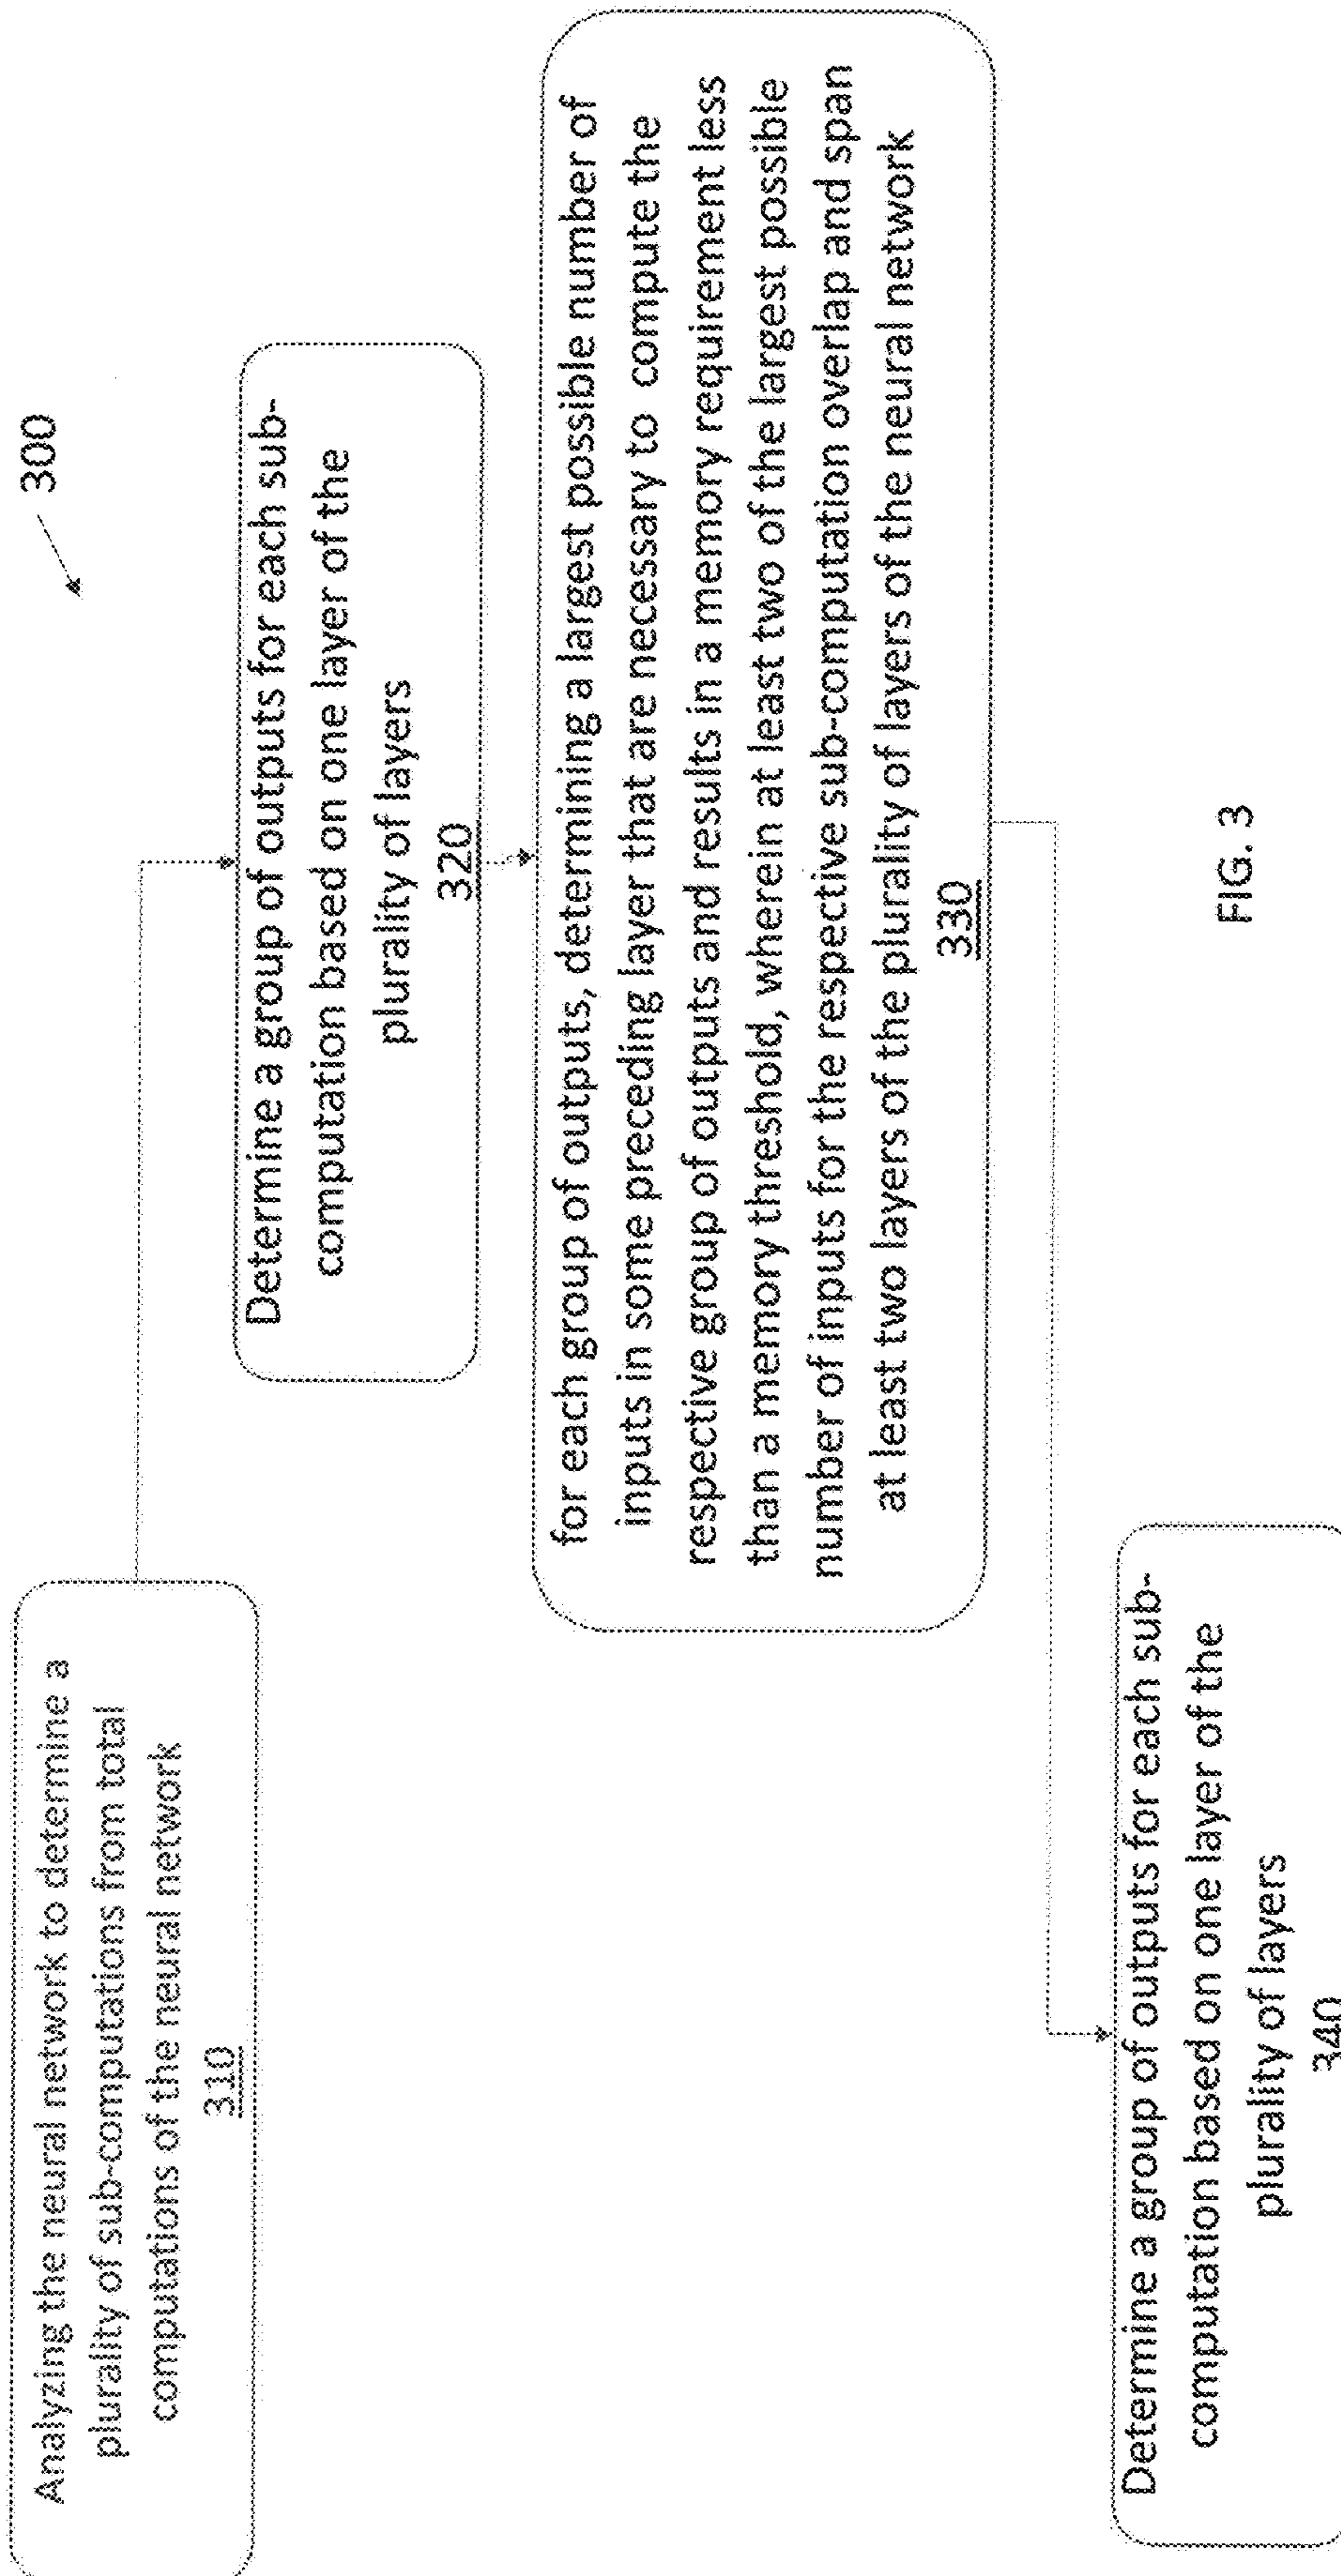 300
Analyzing the neural network to determine a
plurality of sub-computations from total
computations of the neural network
310
Determine a group of outputs for each sub-
computation based on one layer of the
plurality of layers
320
for each group of outputs, determining a largest possible number of
inputs in some preceding layer that are necessary to compute the
respective group of outputs and results in a memory requirement less
than a memory threshold, wherein at least two of the largest possible
number of inputs for the respective sub-computation overlap and span
at least two layers of the plurality of layers of the neural network
330
Determine a group of outputs for each sub-
computation based on one layer of the
plurality of layers
340
FIG. 3